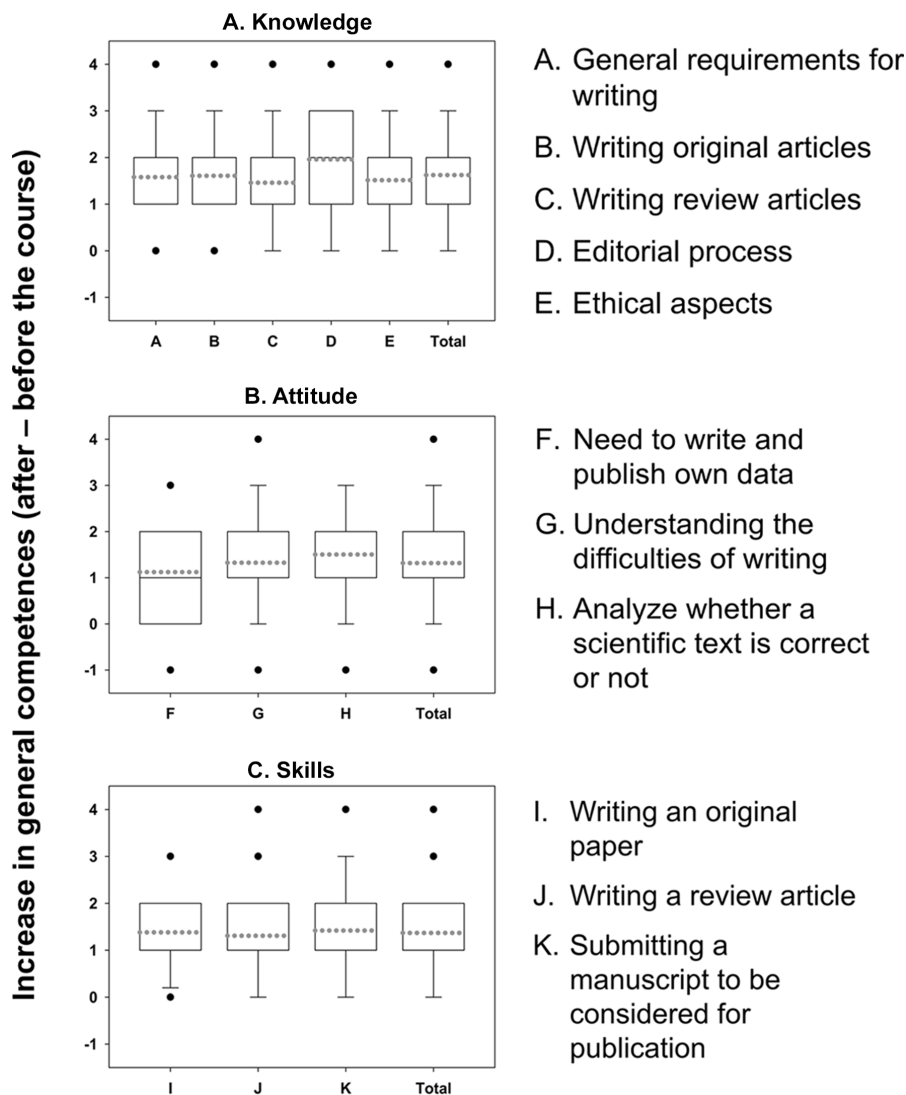 Increase in general competences (after – before the course)
A. Knowledge
4
3
2
1
0
-1
A B C D E Total
A. General requirements for
writing
B. Writing original articles
C. Writing review articles
D. Editorial process
E. Ethical aspects
B. Attitude
4
3
2
1
0
-1
F G H Total
F. Need to write and
publish own data
G. Understanding the
difficulties of writing
H. Analyze whether a
scientific text is correct
or not
C. Skills
4
3
2
1
0
-1
I J K Total
I. Writing an original
paper
J. Writing a review article
K. Submitting a
manuscript to be
considered for
publication